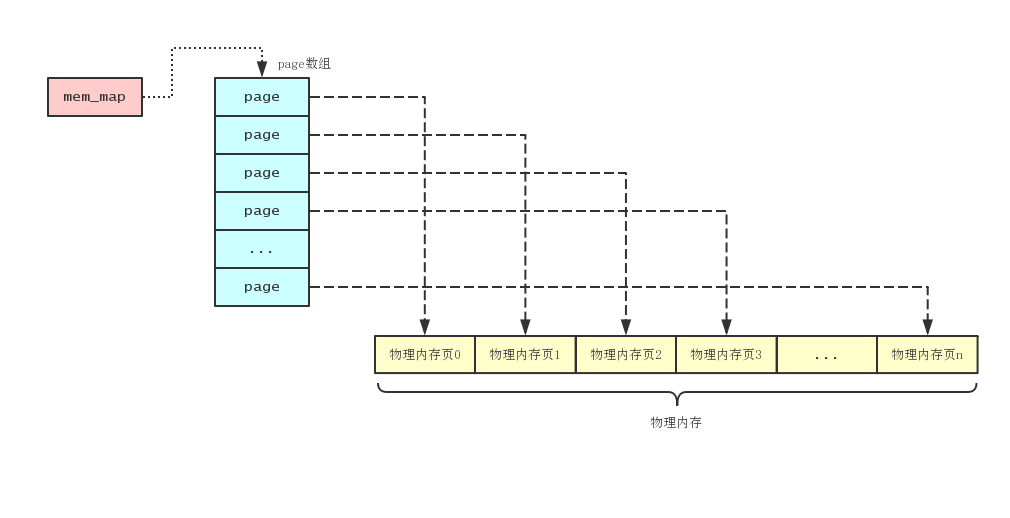 page数组
mem_map
page
page
page
page
...
page
物理内存页0
物理内存页1
物理内存页2
物理内存页3
...
物理内存页n
物理内存